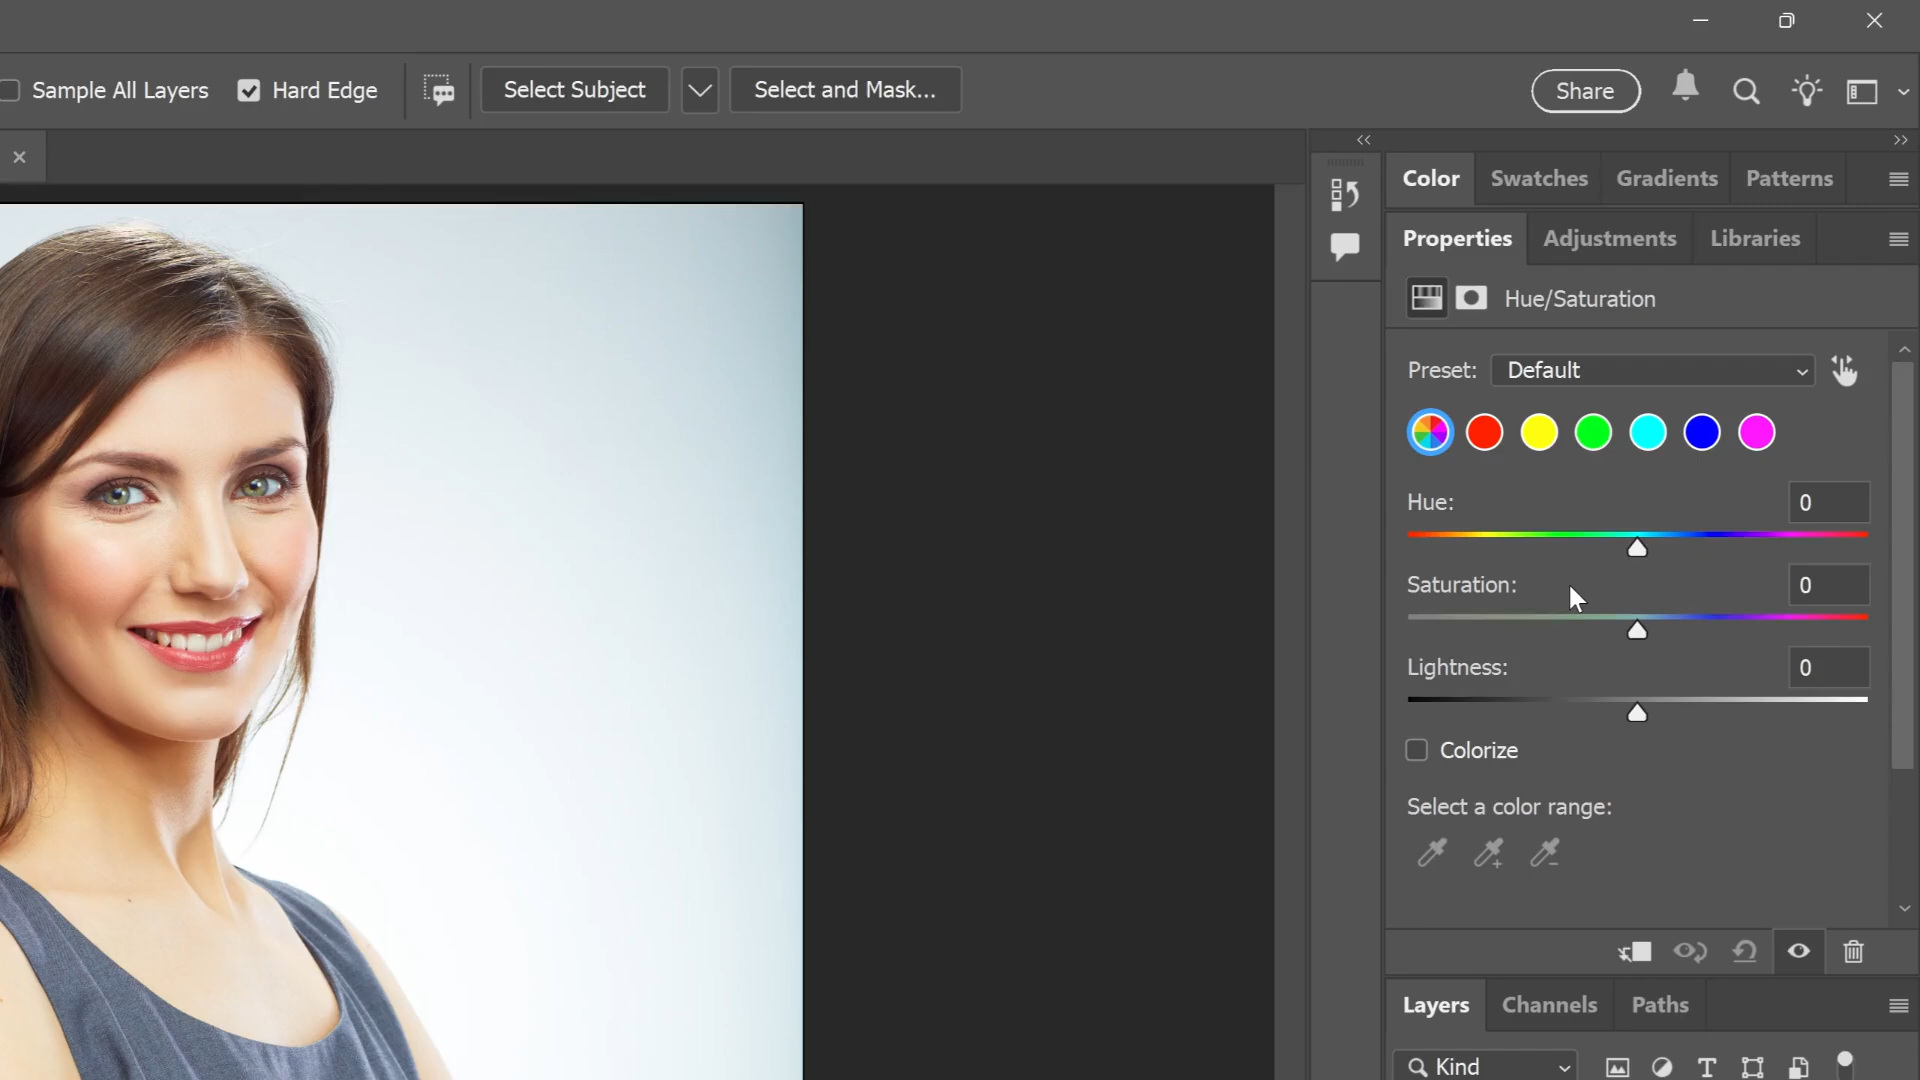 Sample All Layers Hard Edge Select Subject Select and Mask... Share
Color Swatches Gradients Patterns
Properties Adjustments Libraries
Hue/Saturation
Preset: Default
Hue: 0
Saturation: 0
Lightness: 0
Colorize
Select a color range:
Layers Channels Paths
Kind